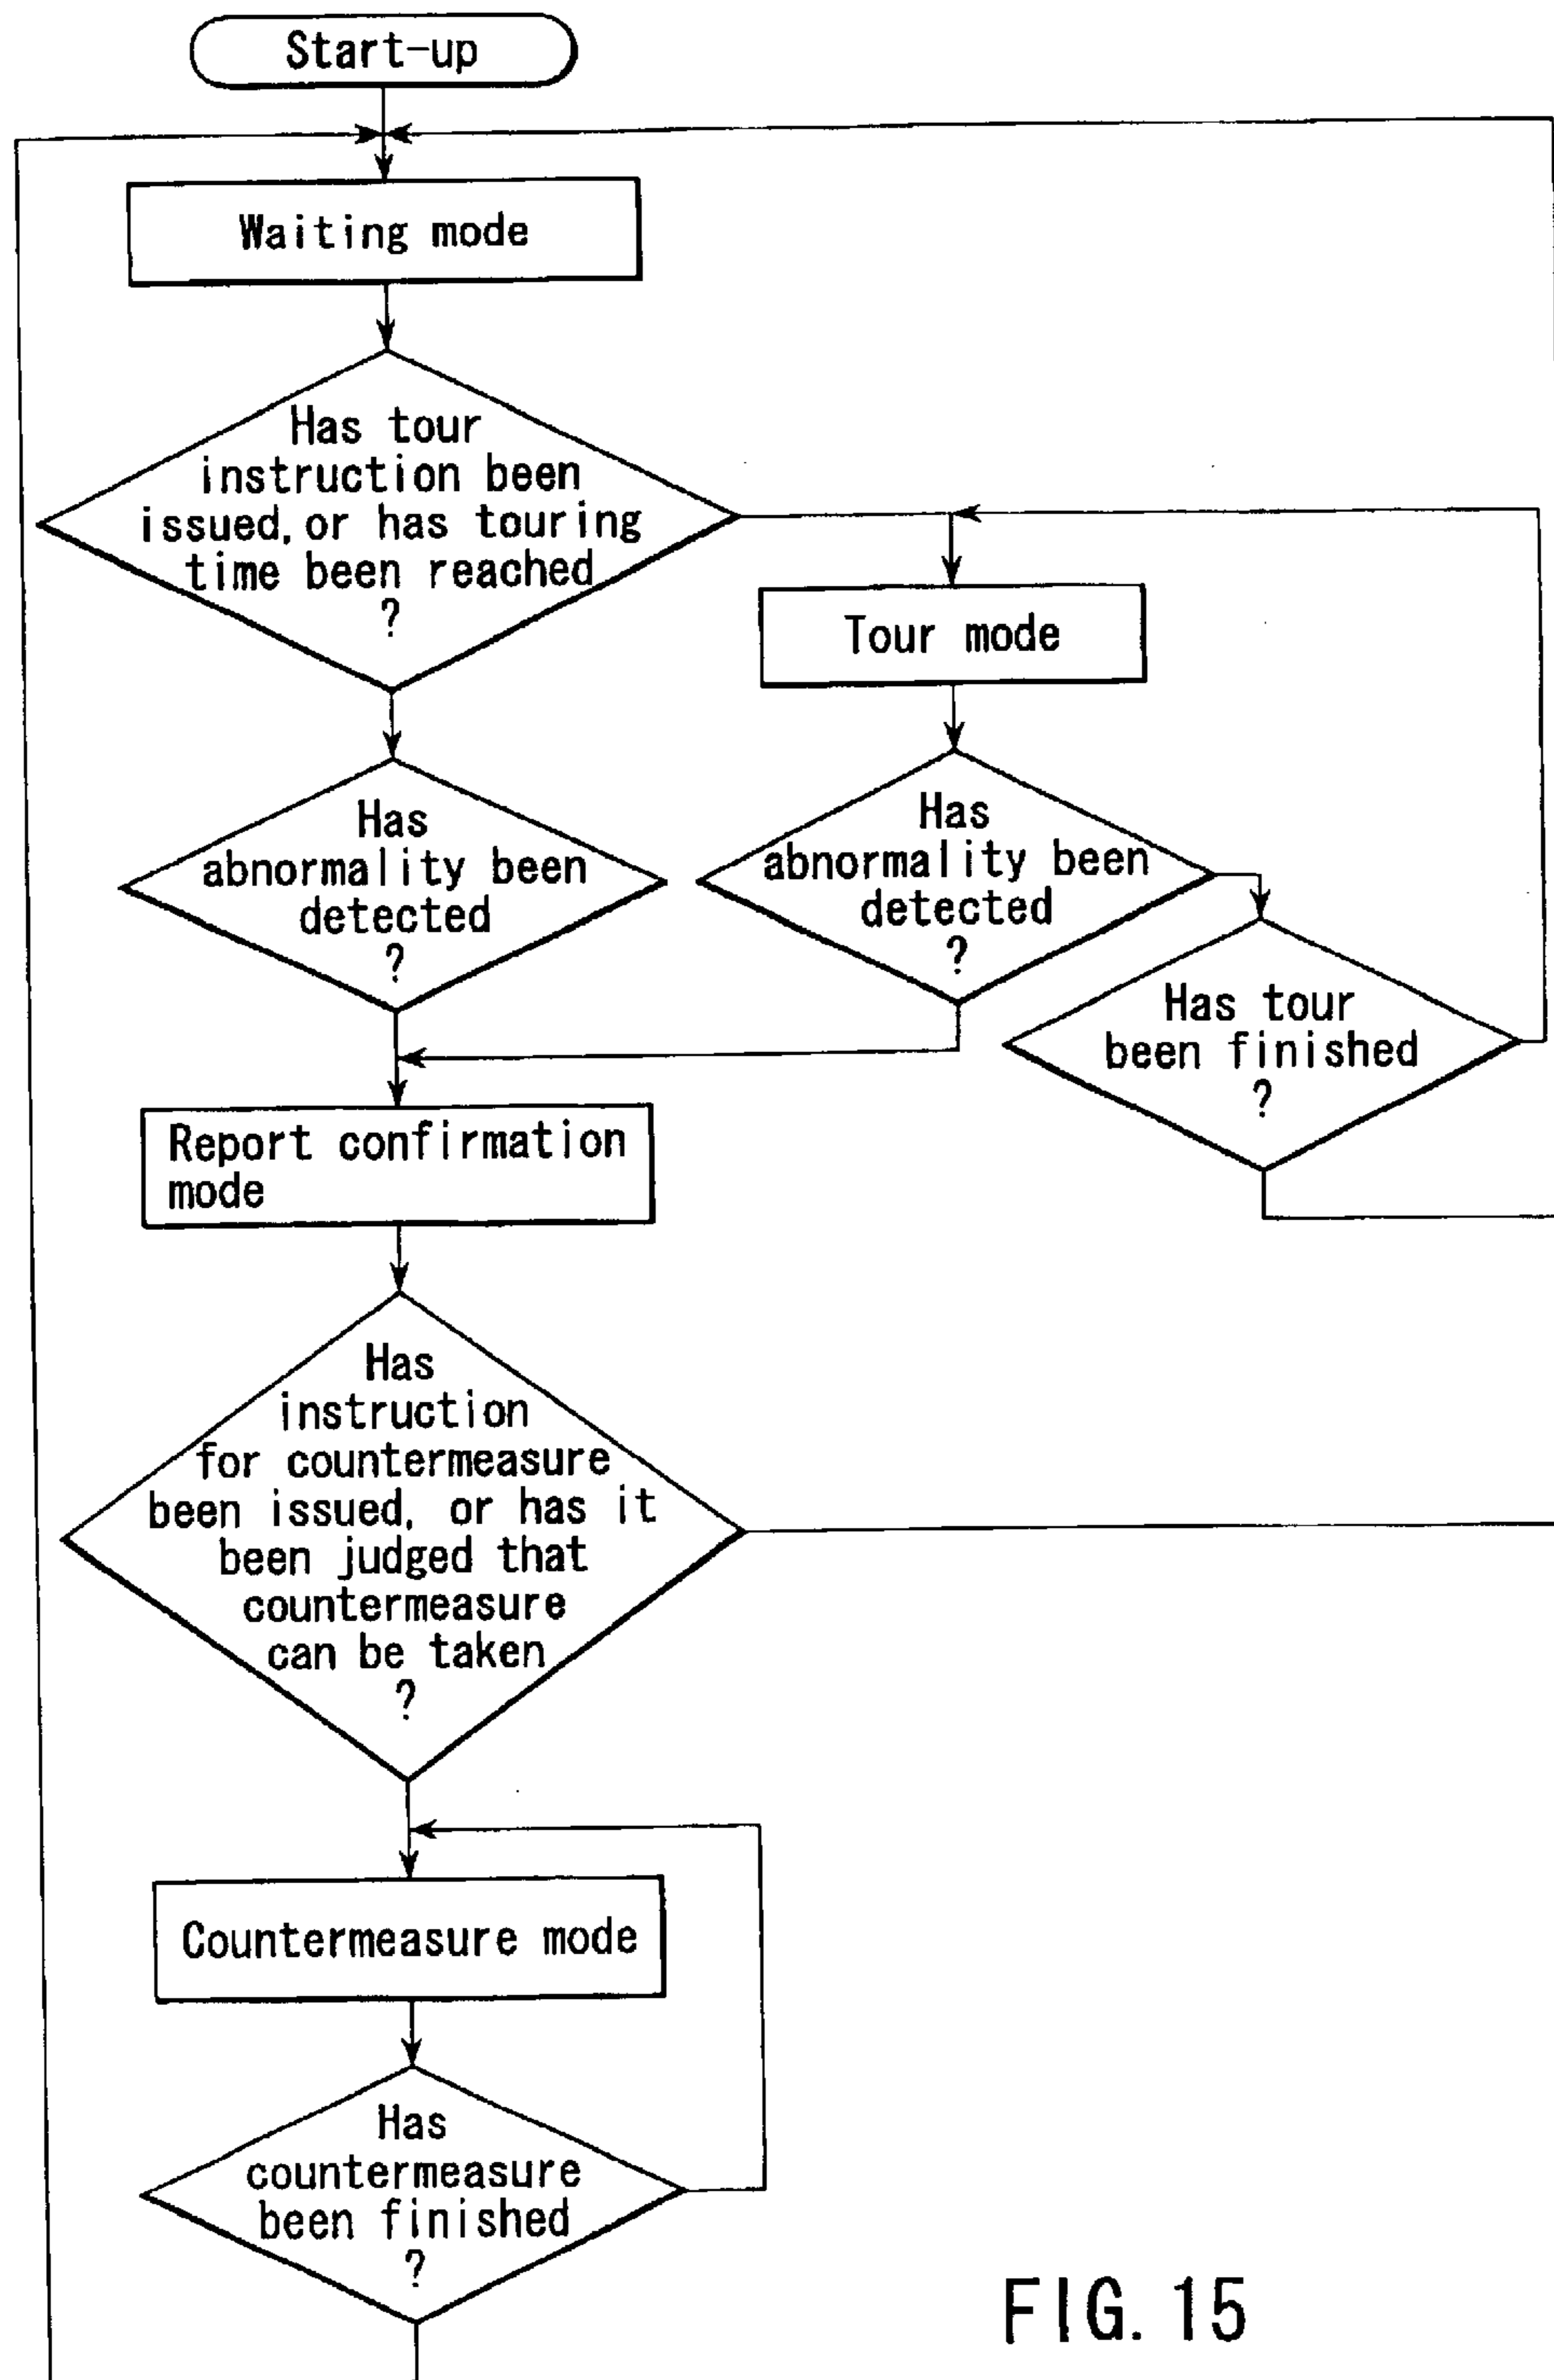 Start-up
Waiting mode
Has tour
instruction been
issued, or has touring
time been reached
?
Tour mode
Has
abnormality been
detected
?
Has
abnormality been
detected
?
Has tour
been finished
?
Report confirmation
mode
Has
instruction
for countermeasure
been issued, or has it
been judged that
countermeasure
can be taken
?
Countermeasure mode
Has
countermeasure
been finished
?
FIG. 15